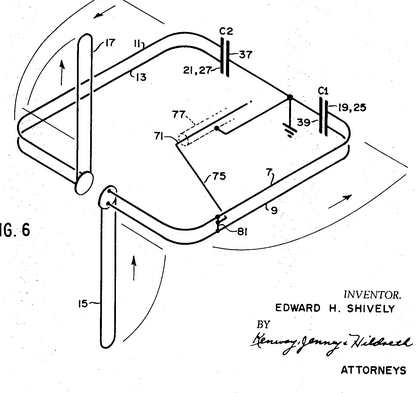 C2
17
11
37
13
21,27
C1
19,25
77
39
71
7
75
9
IG. 6
81
15
INVENTOR.
EDWARD H. SHIVELY
BY
Kenway, Jenney & Hildreth
ATTORNEYS